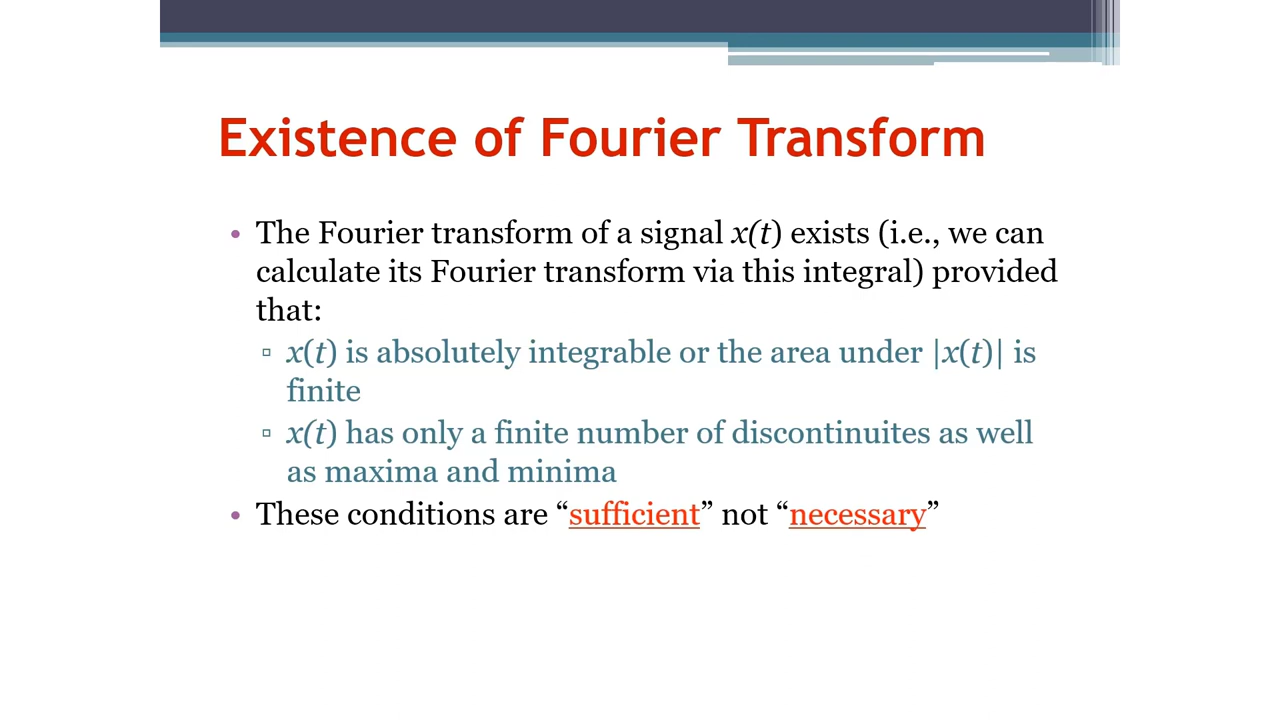 Existence of Fourier Transform
• The Fourier transform of a signal x(t) exists (i.e., we can
calculate its Fourier transform via this integral) provided
that:
▫ x(t) is absolutely integrable or the area under |x(t)| is
finite
▫ x(t) has only a finite number of discontinuites as well
as maxima and minima
• These conditions are “sufficient” not “necessary”